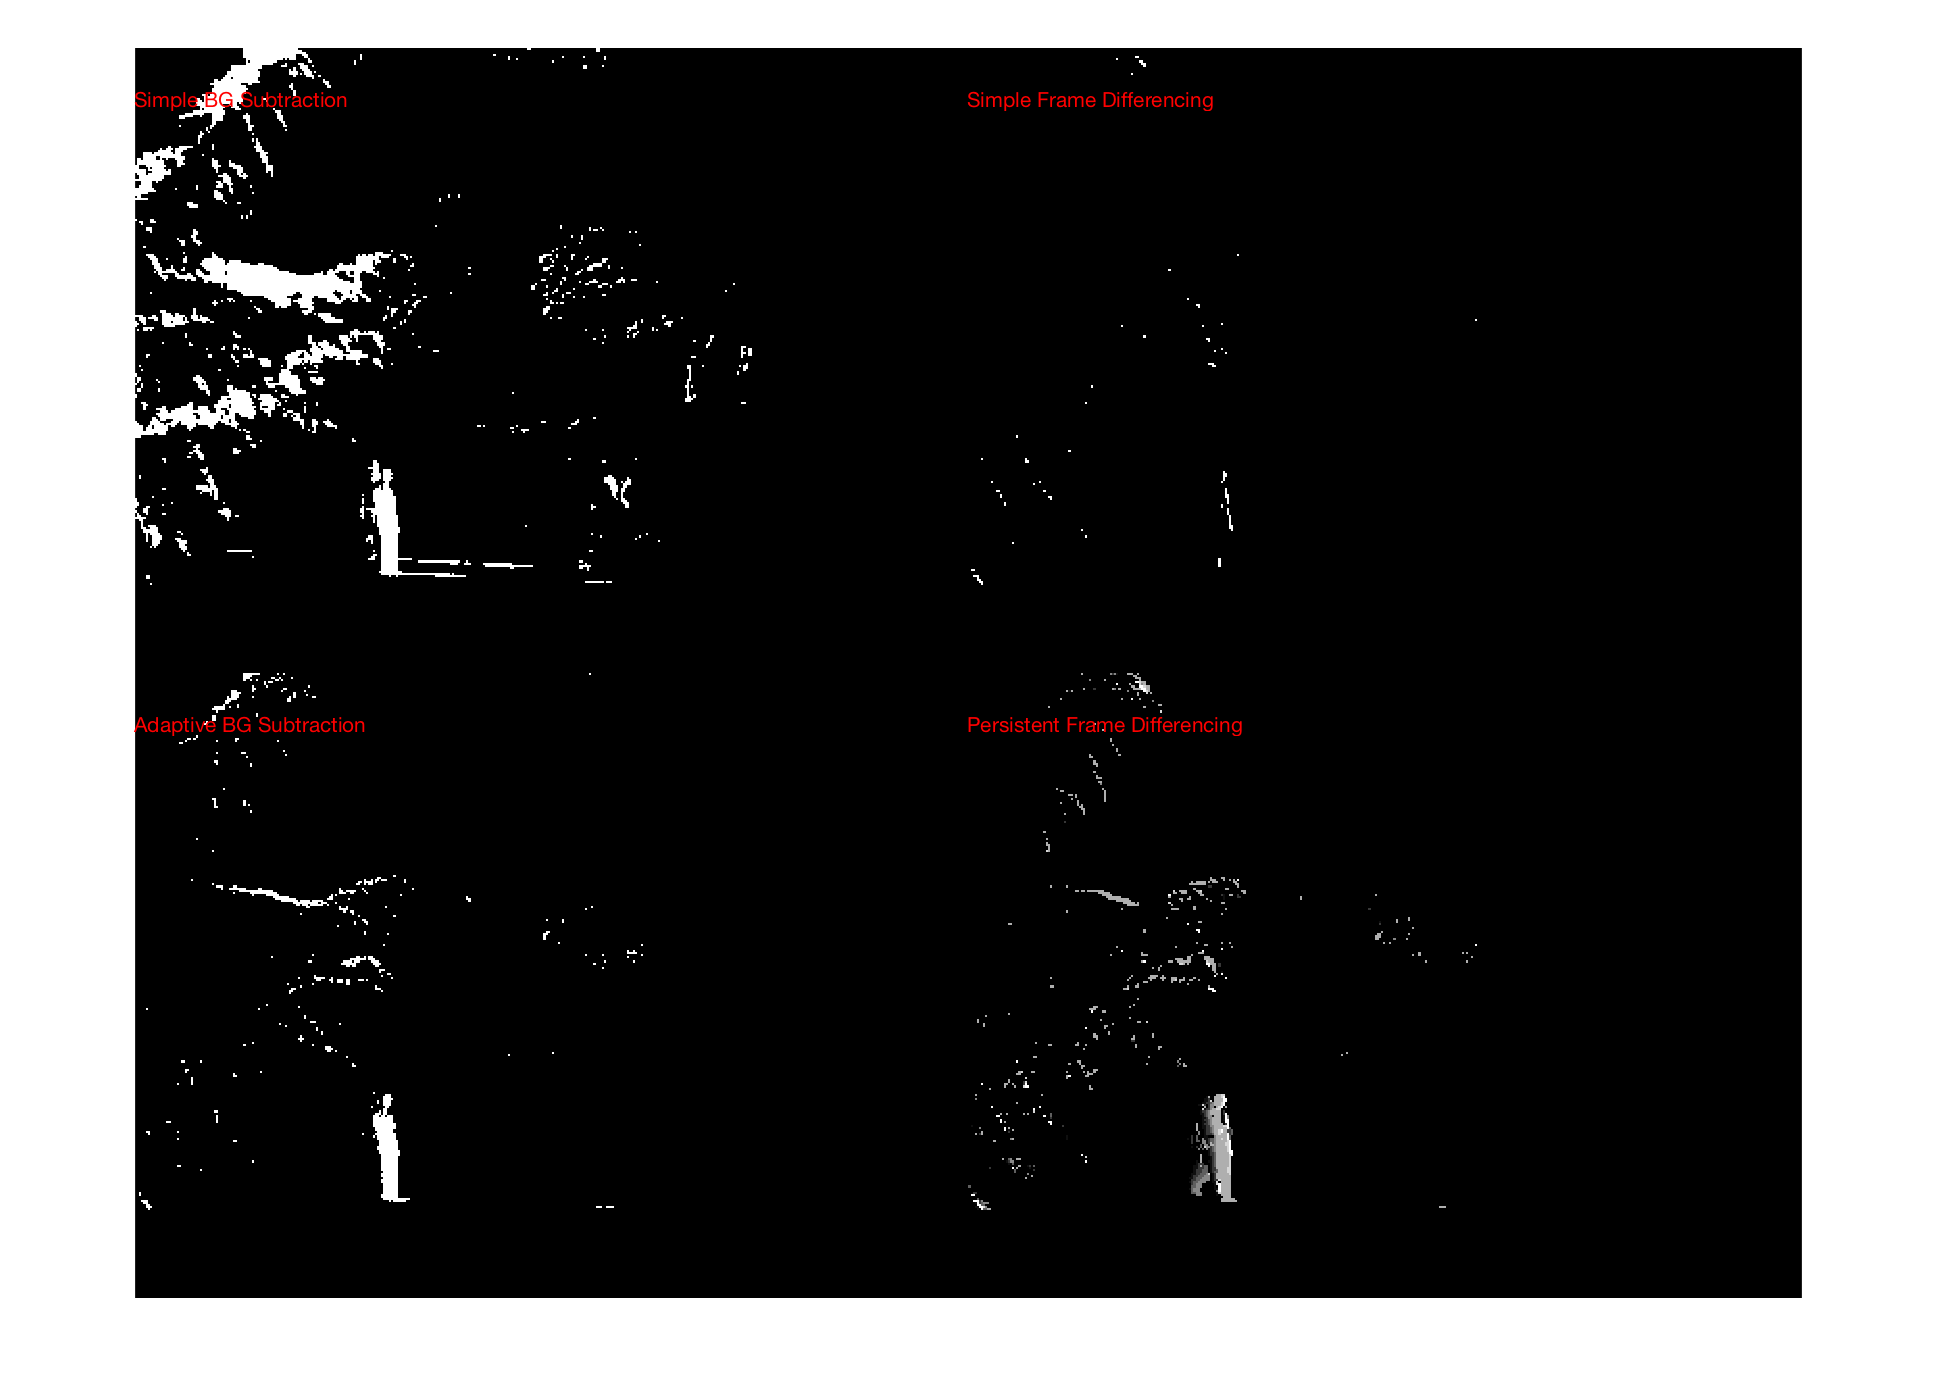 Simple BG Subtraction
Simple Frame Differencing
Adaptive BG Subtraction
Persistent Frame Differencing